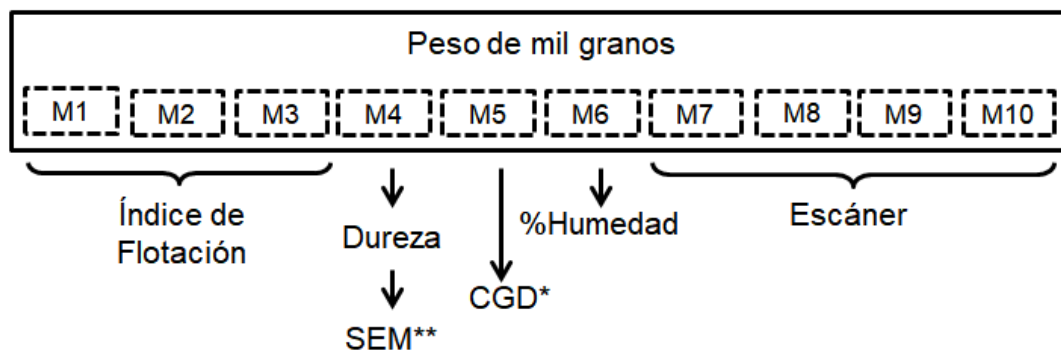 Peso de mil granos
M1 M2 M3 M4 M5 M6 M7 M8 M9 M10
Índice de
Flotación
Dureza
SEM**
CGD*
%Humedad
Escáner